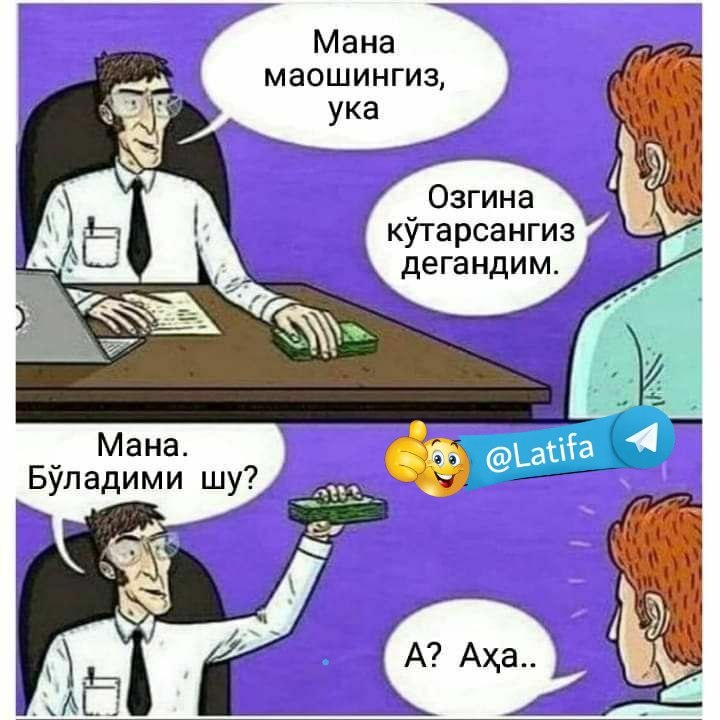 Мана
маошингиз,
ука
Озгина
кўтарсангиз
дегандим.
Мана.
Бўладими шу?
@Latifa
А? Аҳа..